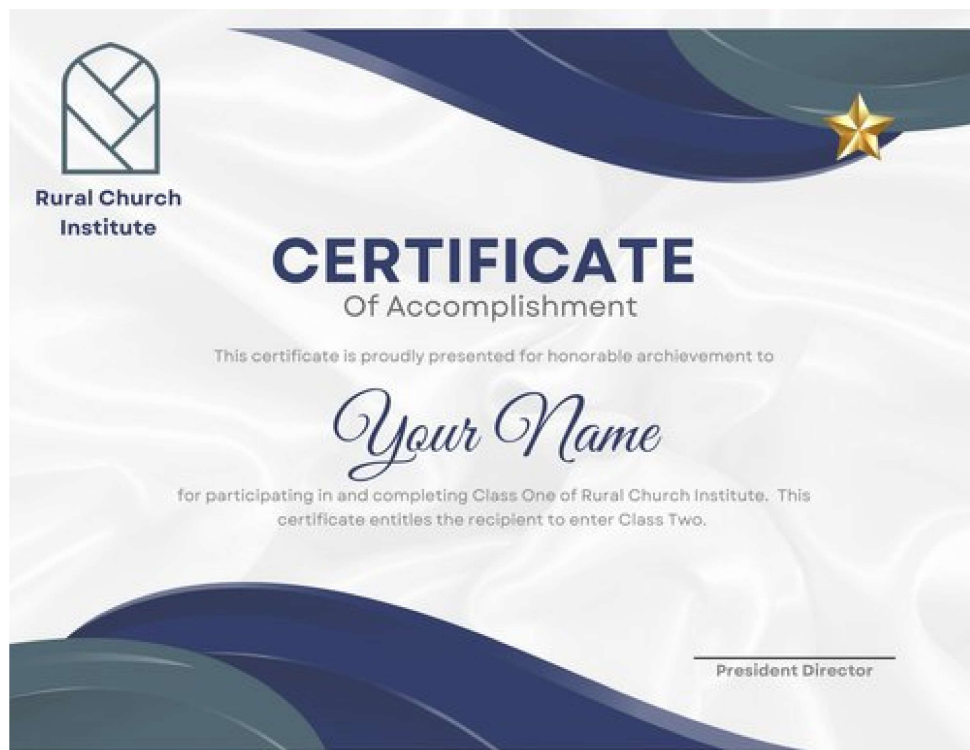 Rural Church
Institute
CERTIFICATE
Of Accomplishment
This certificate is proudly presented for honorable archievement to
Your Name
for participating in and completing Class One of Rural Church Institute.  This
certificate entitles the recipient to enter Class Two.
President Director